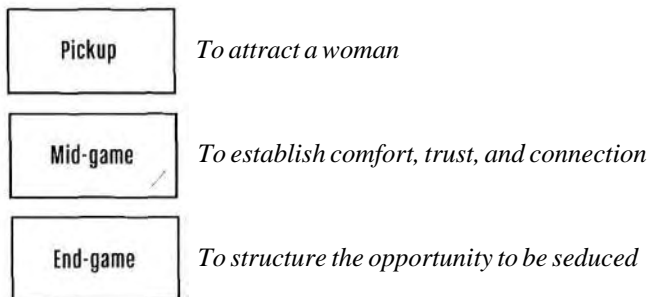 Pickup To attract a woman
Mid-game To establish comfort, trust, and connection
End-game To structure the opportunity to be seduced